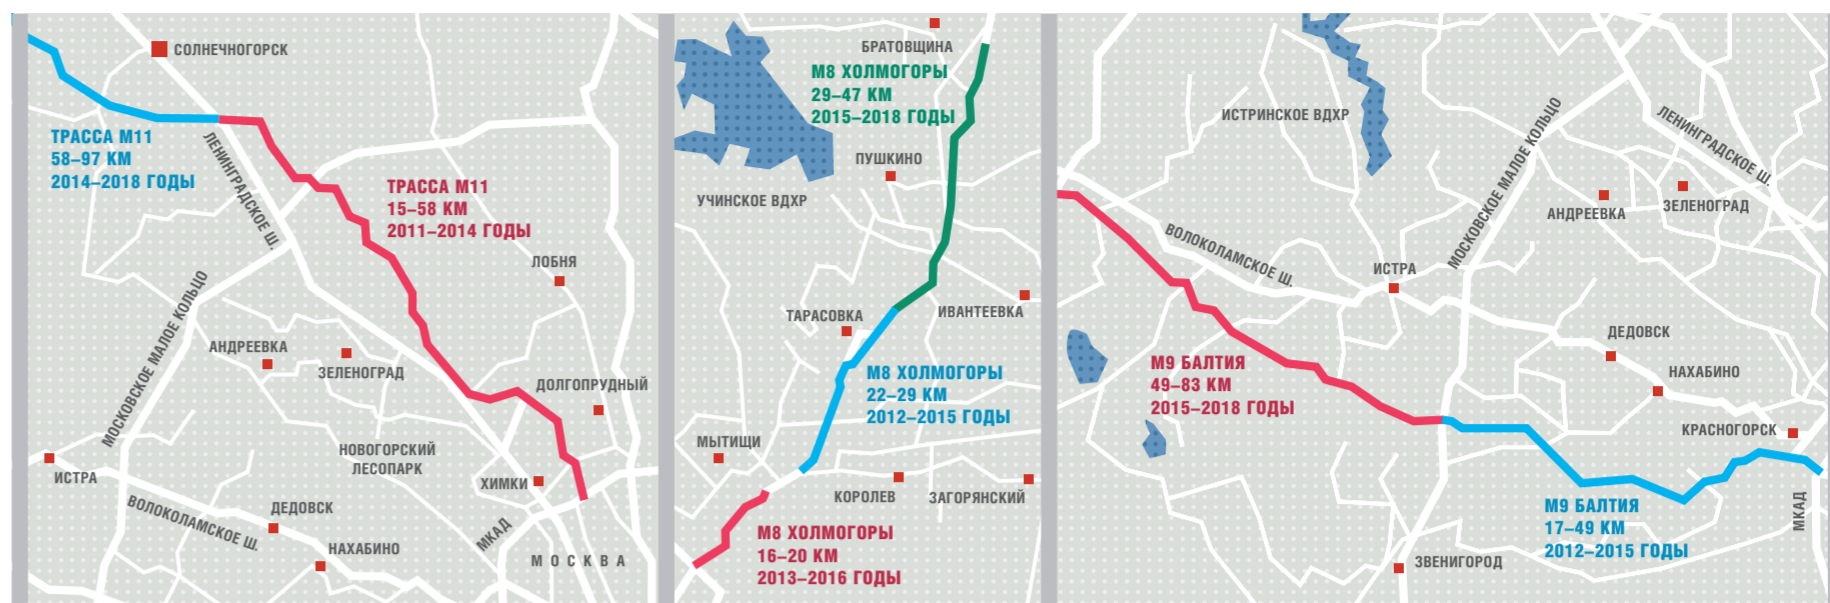 СОЛНЕЧНОГОРСК
ТРАССА М11
58–97 КМ
2014–2018 ГОДЫ
ЛЕНИНГРАДСКОЕ Ш.
ТРАССА М11
15–58 КМ
2011–2014 ГОДЫ
ЛОБНЯ
МОСКОВСКОЕ МАЛОЕ КОЛЬЦО
АНДРЕЕВКА
ЗЕЛЕНОГРАД
ДОЛГОПРУДНЫЙ
НОВОГОРСКИЙ
ЛЕСОПАРК
ИСТРА
ХИМКИ
ВОЛОКОЛАМСКОЕ Ш.
ДЕДОВСК
НАХАБИНО
МКАД
МОСКВА
БРАТОВЩИНА
М8 ХОЛМОГОРЫ
29–47 КМ
2015–2018 ГОДЫ
ПУШКИНО
УЧИНСКОЕ ВДХР
ТАРАСОВКА
ИВАНТЕЕВКА
М8 ХОЛМОГОРЫ
22–29 КМ
2012–2015 ГОДЫ
МЫТИЩИ
КОРОЛЕВ
ЗАГОРЯНСКИЙ
М8 ХОЛМОГОРЫ
16–20 КМ
2013–2016 ГОДЫ
ИСТРИНСКОЕ ВДХР
МОСКОВСКОЕ МАЛОЕ КОЛЬЦО
ЛЕНИНГРАДСКОЕ Ш.
АНДРЕЕВКА
ЗЕЛЕНОГРАД
ВОЛОКОЛАМСКОЕ Ш.
ИСТРА
ДЕДОВСК
НАХАБИНО
М9 БАЛТИЯ
49–83 КМ
2015–2018 ГОДЫ
КРАСНОГОРСК
М9 БАЛТИЯ
17–49 КМ
2012–2015 ГОДЫ
МКАД
ЗВЕНИГОРОД